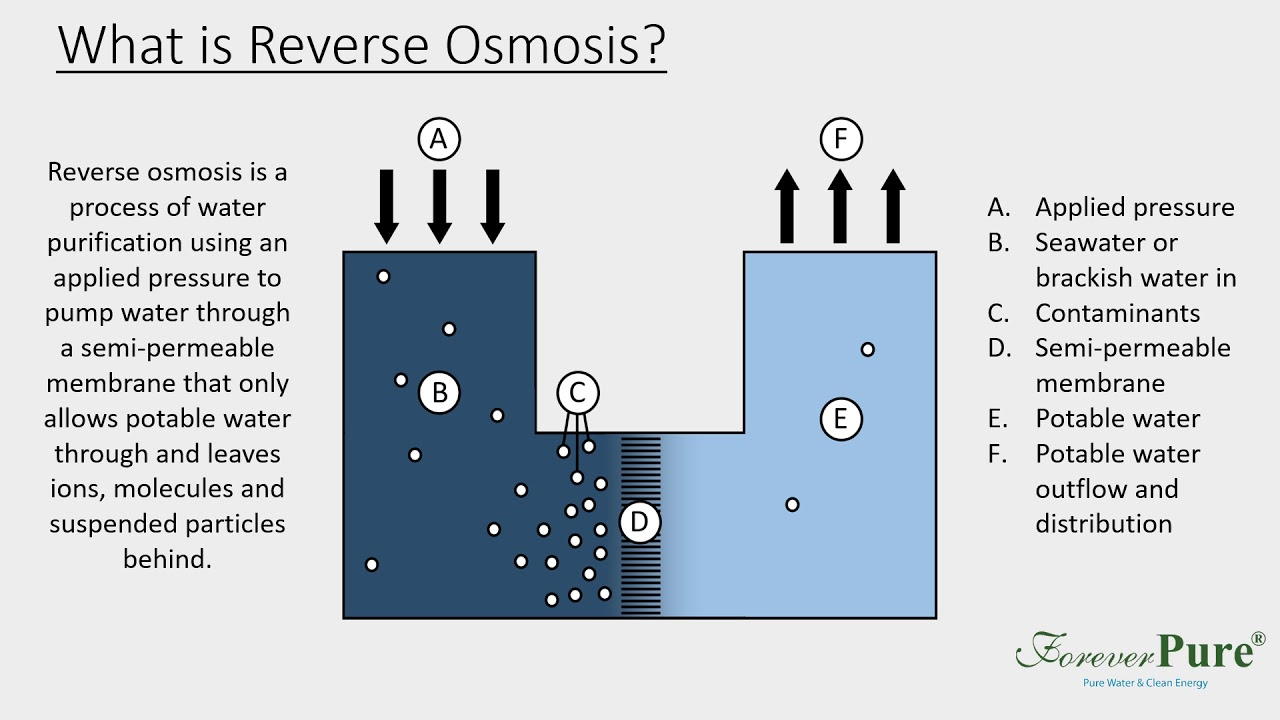 What is Reverse Osmosis?
Reverse osmosis is a
process of water
purification using an
applied pressure to
pump water through
a semi-permeable
membrane that only
allows potable water
through and leaves
ions, molecules and
suspended particles
behind.
A
B
C
D
E
F
A. Applied pressure
B. Seawater or
brackish water in
C. Contaminants
D. Semi-permeable
membrane
E. Potable water
F. Potable water
outflow and
distribution
ForeverPure®
Pure Water & Clean Energy